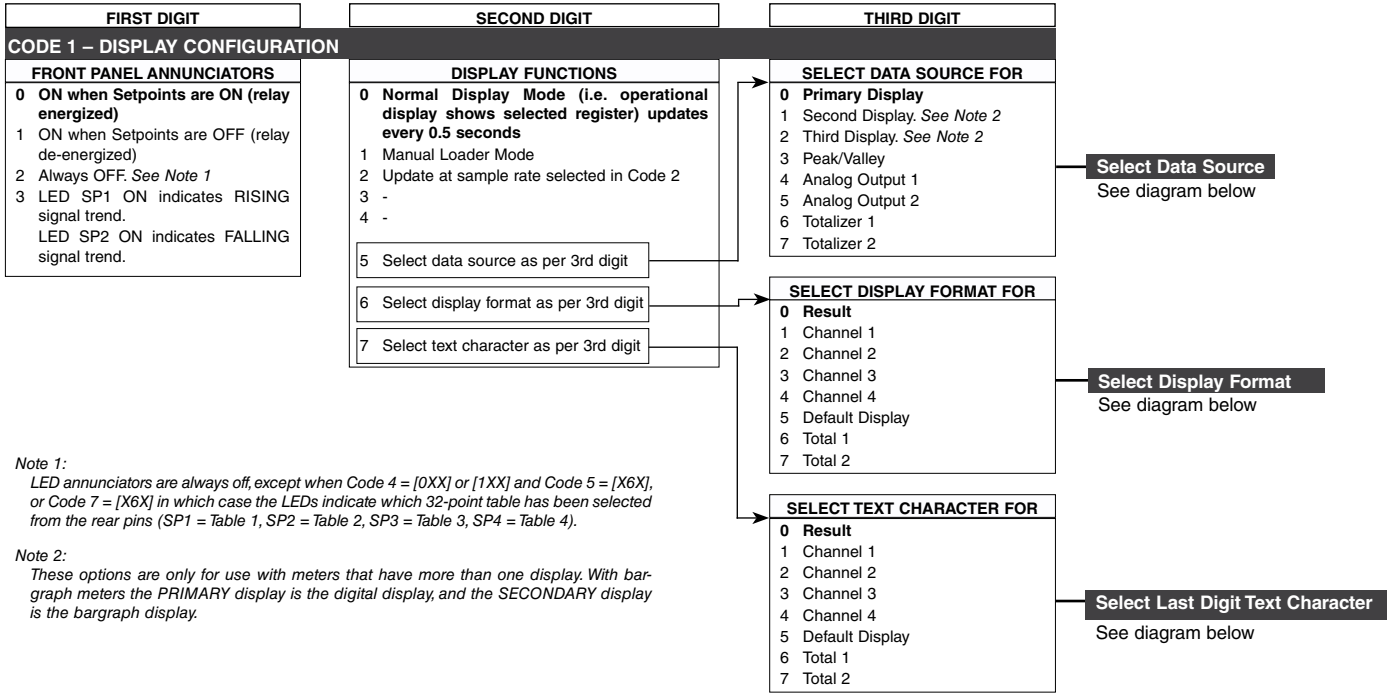 FIRST DIGIT
SECOND DIGIT
THIRD DIGIT
CODE 1 – DISPLAY CONFIGURATION
FRONT PANEL ANNUNCIATORS
0 ON when Setpoints are ON (relay
energized)
1 ON when Setpoints are OFF (relay
de-energized)
2 Always OFF. See Note 1
3 LED SP1 ON indicates RISING
signal trend.
LED SP2 ON indicates FALLING
signal trend.
DISPLAY FUNCTIONS
0 Normal Display Mode (i.e. operational
display shows selected register) updates
every 0.5 seconds
1 Manual Loader Mode
2 Update at sample rate selected in Code 2
3 -
4 -
5 Select data source as per 3rd digit
6 Select display format as per 3rd digit
7 Select text character as per 3rd digit
SELECT DATA SOURCE FOR
0 Primary Display
1 Second Display. See Note 2
2 Third Display. See Note 2
3 Peak/Valley
4 Analog Output 1
5 Analog Output 2
6 Totalizer 1
7 Totalizer 2
Select Data Source
See diagram below
SELECT DISPLAY FORMAT FOR
0 Result
1 Channel 1
2 Channel 2
3 Channel 3
4 Channel 4
5 Default Display
6 Total 1
7 Total 2
Select Display Format
See diagram below
SELECT TEXT CHARACTER FOR
0 Result
1 Channel 1
2 Channel 2
3 Channel 3
4 Channel 4
5 Default Display
6 Total 1
7 Total 2
Select Last Digit Text Character
See diagram below
Note 1:
LED annunciators are always off, except when Code 4 = [0XX] or [1XX] and Code 5 = [X6X],
or Code 7 = [X6X] in which case the LEDs indicate which 32-point table has been selected
from the rear pins (SP1 = Table 1, SP2 = Table 2, SP3 = Table 3, SP4 = Table 4).
Note 2:
These options are only for use with meters that have more than one display. With bar-
graph meters the PRIMARY display is the digital display, and the SECONDARY display
is the bargraph display.